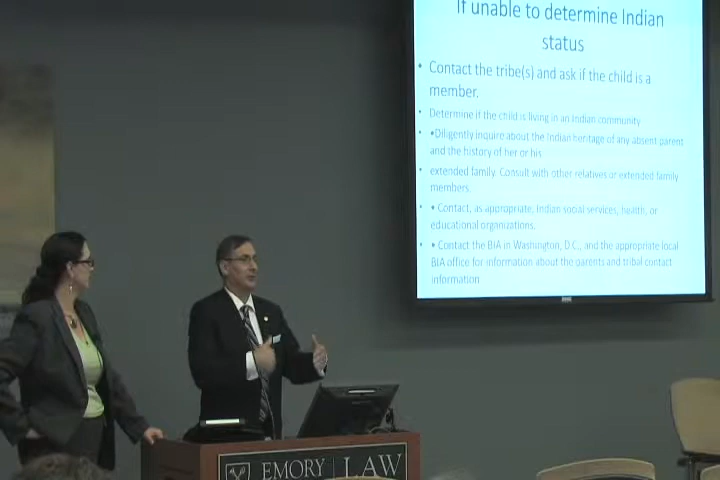 If unable to determine Indian
status
• Contact the tribe(s) and ask if the child is a
member.
• Determine if the child is living in an Indian community
• •Diligently inquire about the Indian heritage of any absent parent
and the history of her or his
• extended family. Consult with other relatives or extended family
members.
• • Contact, as appropriate, Indian social services, health, or
educational organizations.
• • Contact the BIA in Washington, D.C., and the appropriate local
BIA office for information about the parents and tribal contact
information
EMORY | LAW